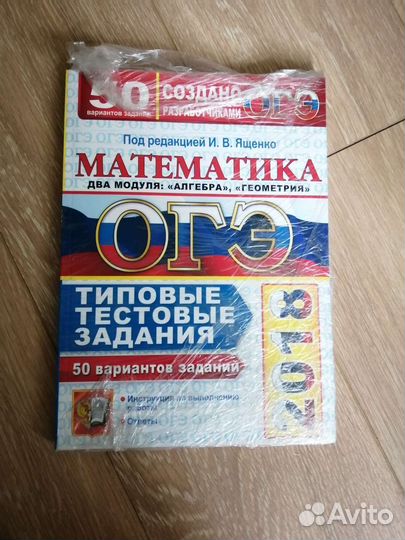 50
вариантов заданий
СОЗДАНО
РАЗРАБОТЧИКАМИ
ОГЭ
Под редакцией И. В. Ященко
МАТЕМАТИКА
ДВА МОДУЛЯ: «АЛГЕБРА», «ГЕОМЕТРИЯ»
ОГЭ
ТИПОВЫЕ
ТЕСТОВЫЕ
ЗАДАНИЯ
2018
50 вариантов заданий
• Инструкция по выполнению
работы
• Ответы
Avito